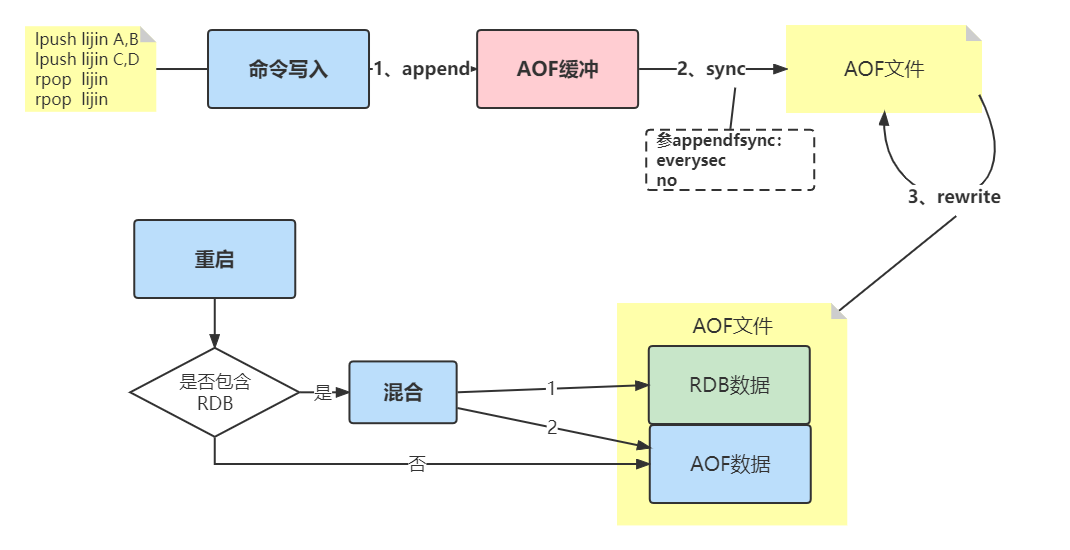 lpush lijin A,B
lpush lijin C,D
rpop  lijin
rpop  lijin
命令写入
1、append
AOF缓冲
2、sync
AOF文件
参appendfsync：
everysec
no
3、rewrite
重启
是否包含
RDB
是
混合
1
2
否
AOF文件
RDB数据
AOF数据